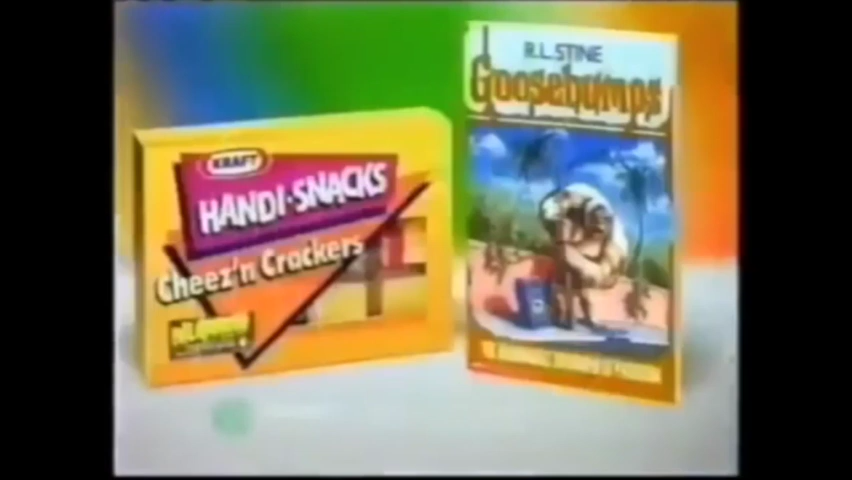 KRAFT
HANDI-SNACKS
Cheez'n Crackers
R.L. STINE
Goosebumps